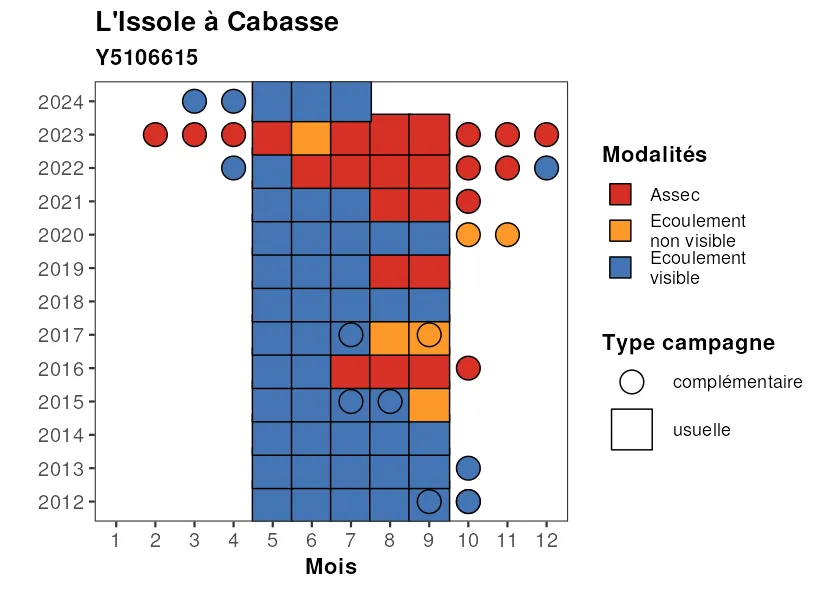 L'Issole à Cabasse
Y5106615
2024
2023
2022
2021
2020
2019
2018
2017
2016
2015
2014
2013
2012
1 2 3 4 5 6 7 8 9 10 11 12
Mois
Modalités
Assec
Ecoulement
non visible
Ecoulement
visible
Type campagne
complémentaire
usuelle